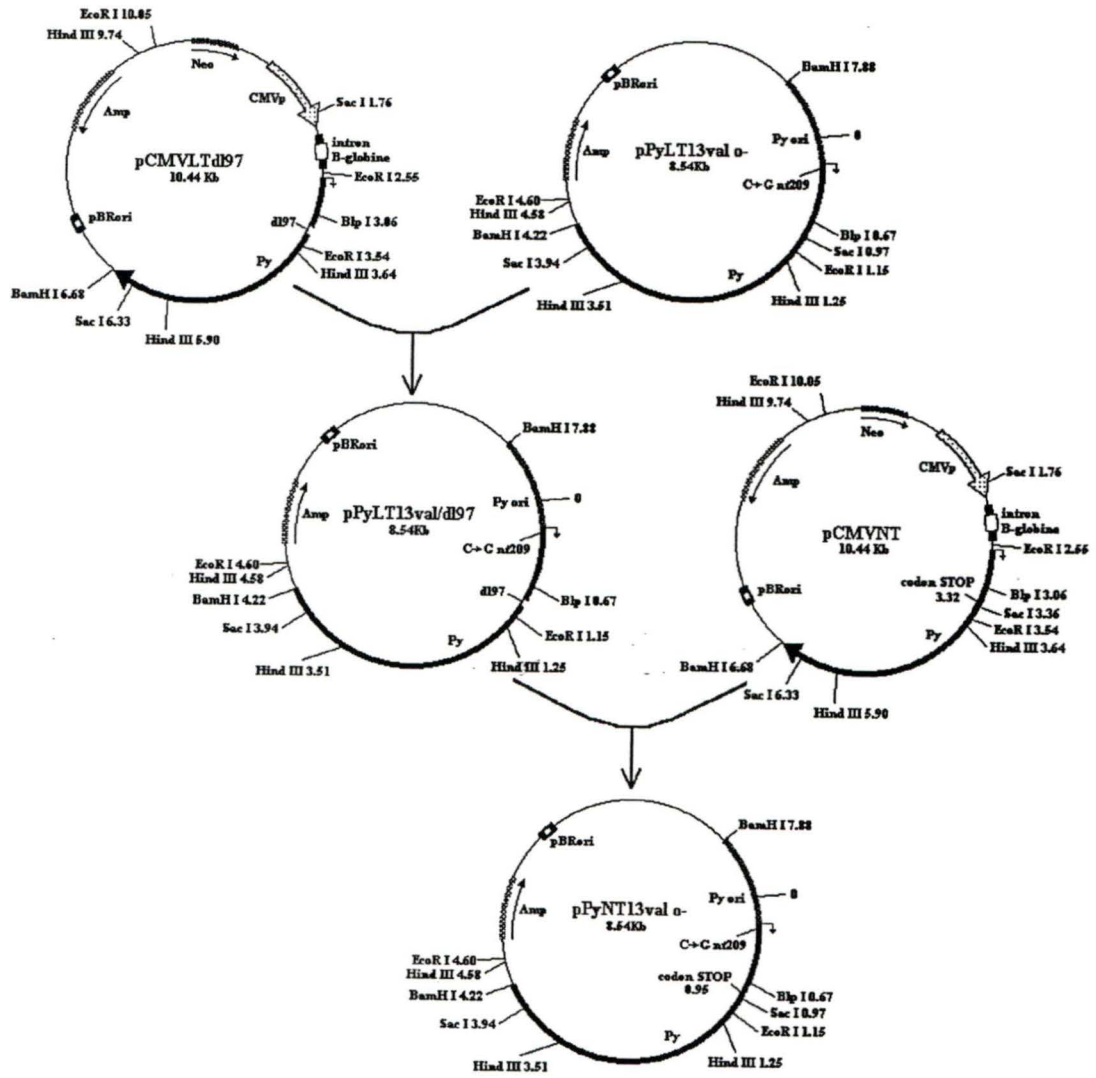 EcoR I 10.05
Hind III 9.74
Neo
CMVp
Sac I 1.76
Amp
pCMVLTdl97
10.44 Kb
intron
B-globine
EcoR I 2.55
pBRori
dl97
Blp I 3.06
EcoR I 3.54
Hind III 3.64
Py
BamH I 6.68
Sac I 6.33
Hind III 5.90
BamH I 7.88
pBRori
Py ori
0
Amp
pPyLT13val o-
8.54Kb
C→G nt209
EcoR I 4.60
Hind III 4.58
BamH I 4.22
Sac I 3.94
Blp I 0.67
Sac I 0.97
EcoR I 1.15
Py
Hind III 1.25
Hind III 3.51
BamH I 7.88
pBRori
Py ori
0
Amp
pPyLT13val/dl97
8.54Kb
C→G nt209
EcoR I 4.60
Hind III 4.58
BamH I 4.22
dl97
Blp I 0.67
Sac I 3.94
EcoR I 1.15
Py
Hind III 1.25
Hind III 3.51
EcoR I 10.05
Hind III 9.74
Neo
CMVp
Sac I 1.76
Amp
pCMVNT
10.44 Kb
intron
B-globine
EcoR I 2.55
codon STOP
3.32
pBRori
Blp I 3.06
Sac I 3.36
EcoR I 3.54
Hind III 3.64
Py
BamH I 6.68
Sac I 6.33
Hind III 5.90
BamH I 7.88
pBRori
Py ori
0
Amp
pPyNT13val o-
8.54Kb
C→G nt209
EcoR I 4.60
Hind III 4.58
codon STOP
0.95
BamH I 4.22
Blp I 0.67
Sac I 0.97
Sac I 3.94
EcoR I 1.15
Py
Hind III 1.25
Hind III 3.51